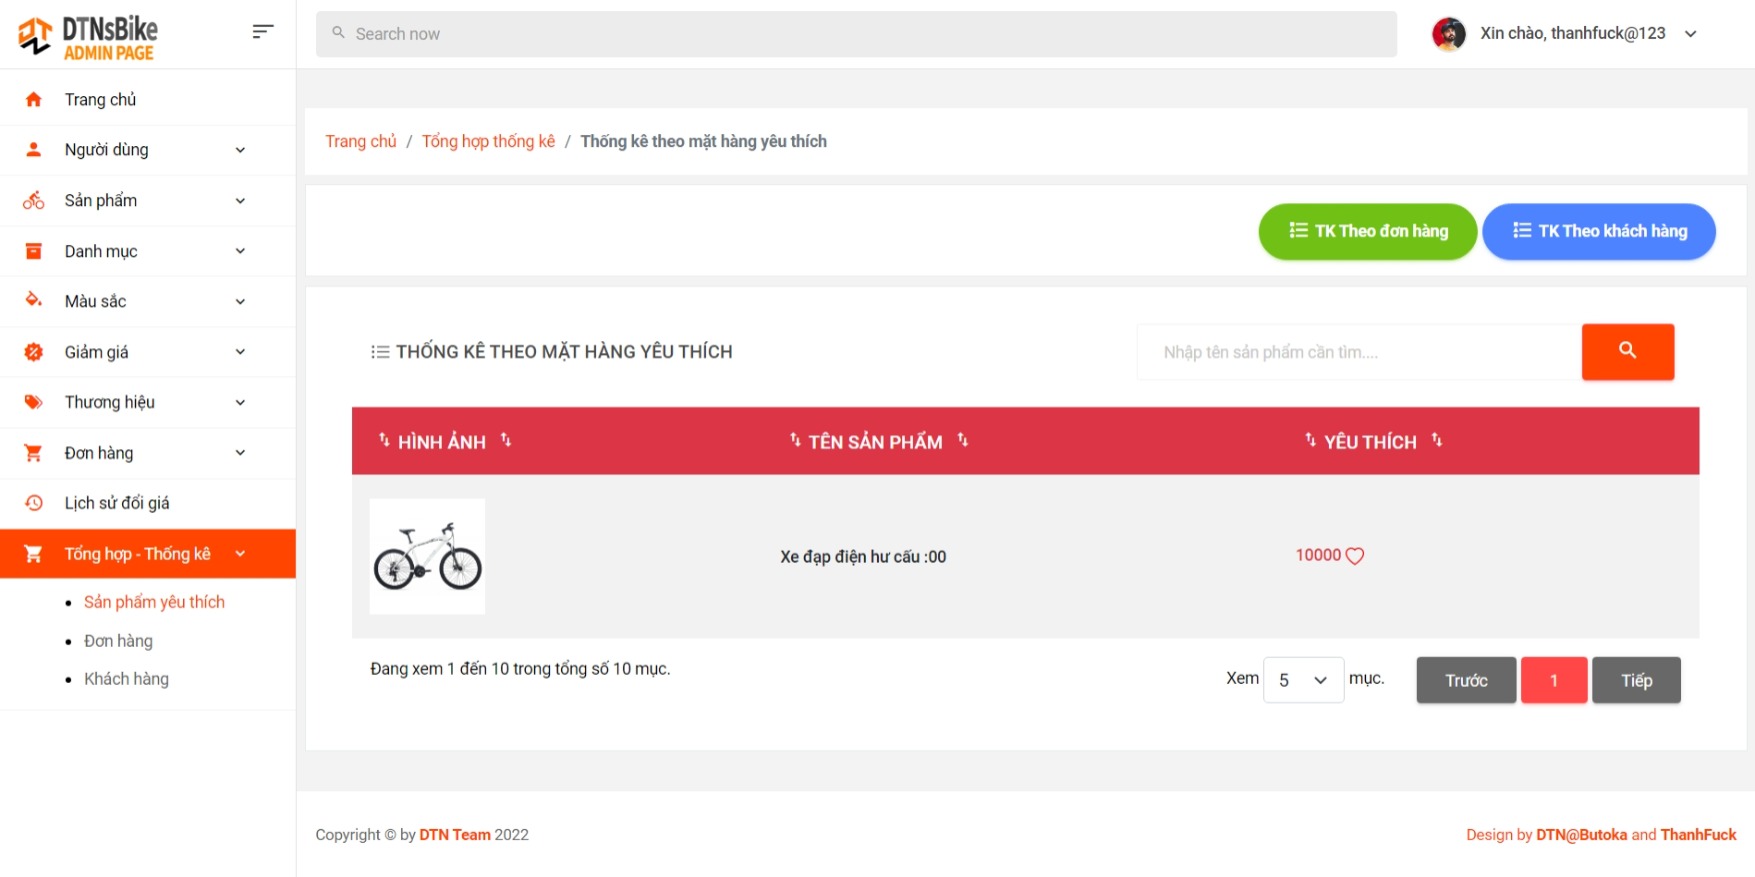 DTNsBike
ADMIN PAGE
Search now
Xin chào, thanhfuck@123
Trang chủ
Người dùng
Sản phẩm
Danh mục
Màu sắc
Giảm giá
Thương hiệu
Đơn hàng
Lịch sử đổi giá
Tổng hợp - Thống kê
Sản phẩm yêu thích
Đơn hàng
Khách hàng
Trang chủ / Tổng hợp thống kê / Thống kê theo mặt hàng yêu thích
TK Theo đơn hàng
TK Theo khách hàng
THỐNG KÊ THEO MẶT HÀNG YÊU THÍCH
Nhập tên sản phẩm cần tìm....
HÌNH ẢNH
TÊN SẢN PHẨM
YÊU THÍCH
Xe đạp điện hư cấu :00
10000
Đang xem 1 đến 10 trong tổng số 10 mục.
Xem 5 mục.
Trước
1
Tiếp
Copyright © by DTN Team 2022
Design by DTN@Butoka and ThanhFuck